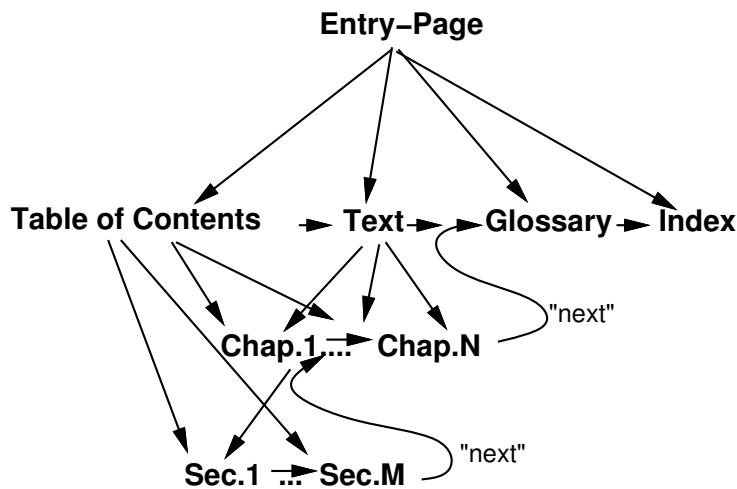 Entry–Page
Table of Contents Text Glossary Index
"next"
Chap.1.... Chap.N
"next"
Sec.1 ... Sec.M